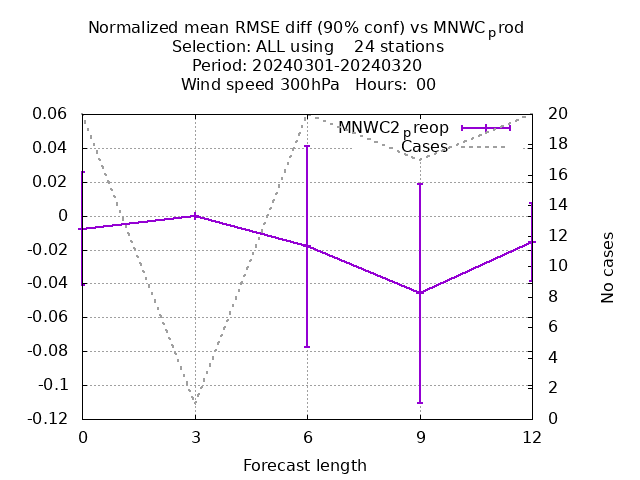 Normalized mean RMSE diff (90% conf) vs MNWCprod
Selection: ALL using 24 stations
Period: 20240301-20240320
Wind speed 300hPa Hours: 00
MNWC2preop
Cases
0.06
0.04
0.02
0
-0.02
-0.04
-0.06
-0.08
-0.1
-0.12
20
18
16
14
12
10
8
6
4
2
0
No cases
0 3 6 9 12
Forecast length